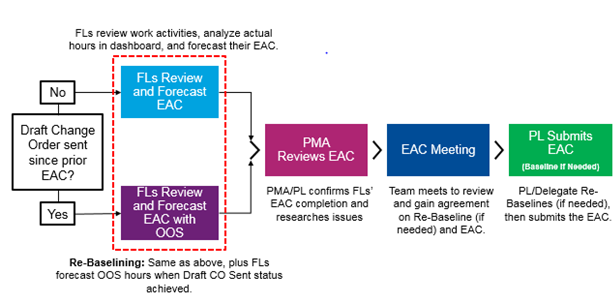 FLs review work activities, analyze actual
hours in dashboard, and forecast their EAC.
No
FLs Review
and Forecast
EAC
Draft Change
Order sent
since prior
EAC?
Yes
FLs Review
and Forecast
EAC with
OOS
Re-Baselining: Same as above, plus FLs
forecast OOS hours when Draft CO Sent status
achieved.
PMA
Reviews EAC
PMA/PL confirms FLs'
EAC completion and
researches issues
EAC Meeting
Team meets to review
and gain agreement
on Re-Baseline (if
needed) and EAC.
PL Submits
EAC
(Baseline If Needed)
PL/Delegate Re-
Baselines (if needed),
then submits the EAC.